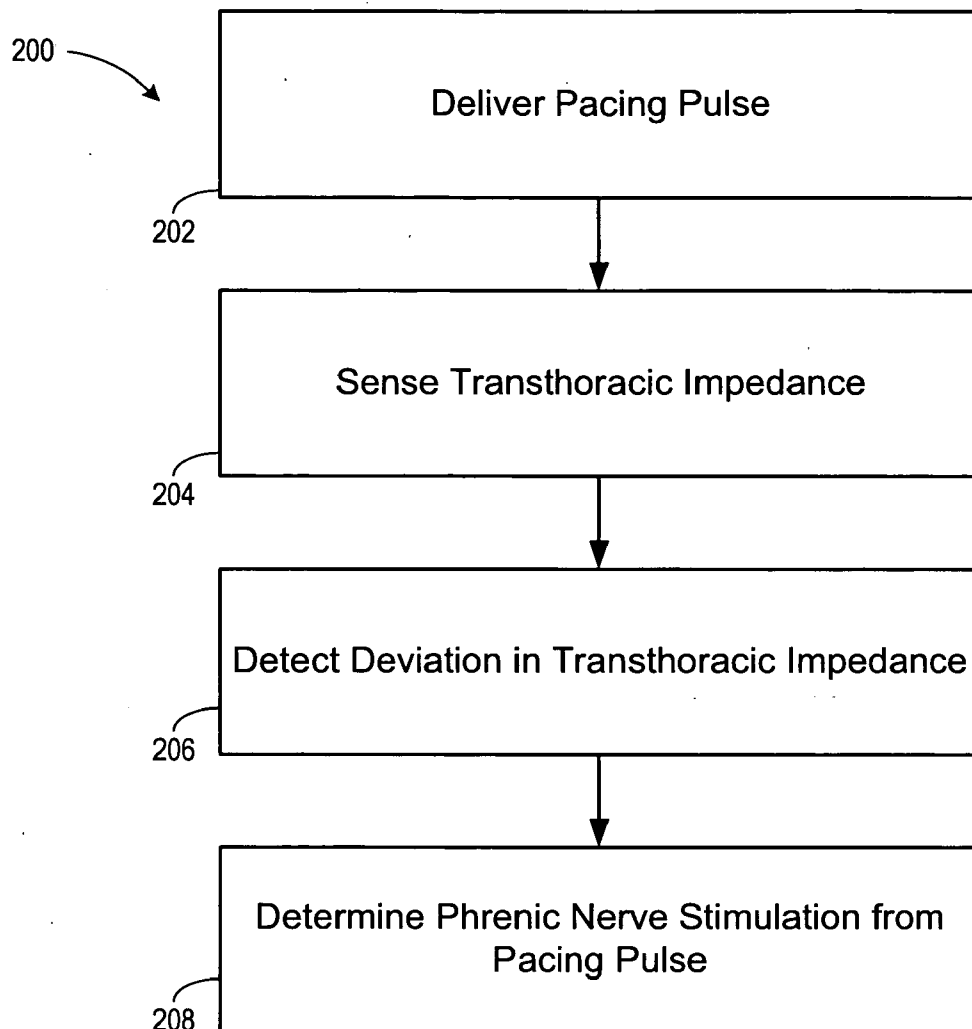 200
Deliver Pacing Pulse
202
Sense Transthoracic Impedance
204
Detect Deviation in Transthoracic Impedance
206
Determine Phrenic Nerve Stimulation from
Pacing Pulse
208